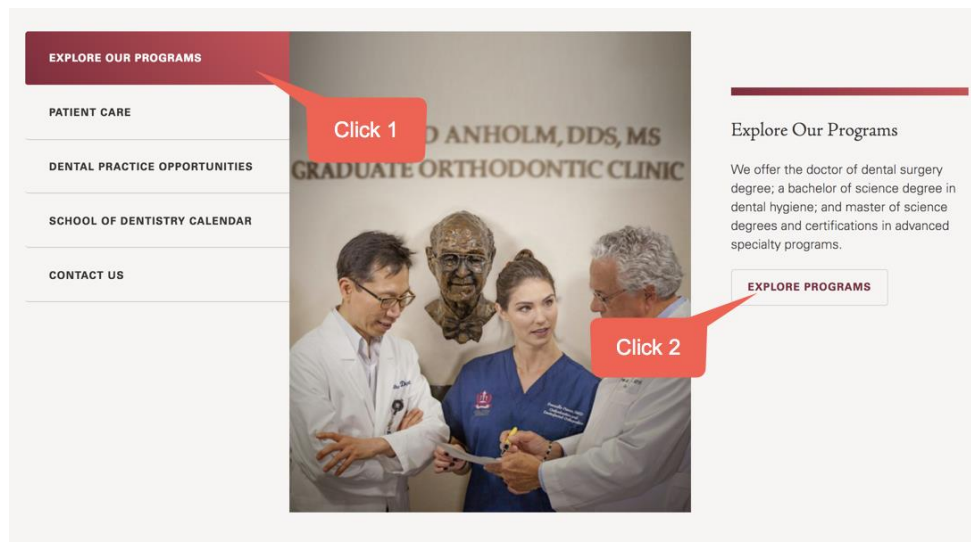 EXPLORE OUR PROGRAMS
PATIENT CARE
DENTAL PRACTICE OPPORTUNITIES
SCHOOL OF DENTISTRY CALENDAR
CONTACT US
Click 1
D ANHOLM, DDS, MS
GRADUATE ORTHODONTIC CLINIC
Click 2
Explore Our Programs
We offer the doctor of dental surgery
degree; a bachelor of science degree in
dental hygiene; and master of science
degrees and certifications in advanced
specialty programs.
EXPLORE PROGRAMS